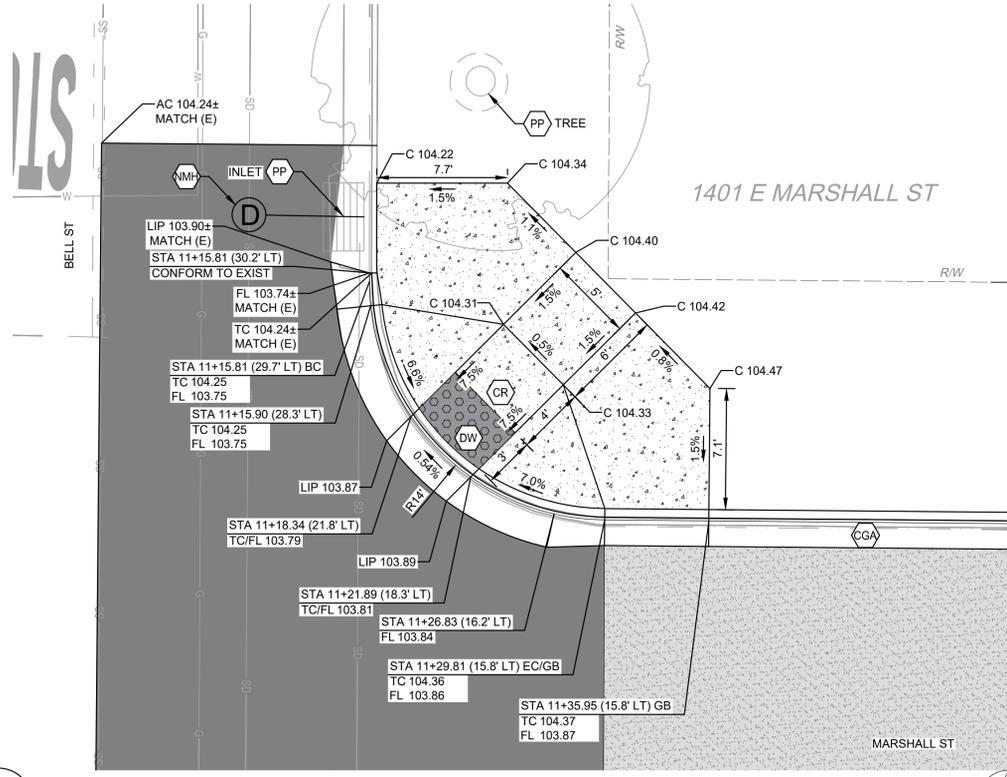 AC 104.24±
MATCH (E)
NMH
INLET
PP
D
BELL ST
LIP 103.90±
MATCH (E)
STA 11+15.81 (30.2' LT)
CONFORM TO EXIST
FL 103.74±
MATCH (E)
TC 104.24±
MATCH (E)
STA 11+15.81 (29.7' LT) BC
TC 104.25
FL 103.75
STA 11+15.90 (28.3' LT)
TC 104.25
FL 103.75
LIP 103.87
STA 11+18.34 (21.8' LT)
TC/FL 103.79
LIP 103.89
STA 11+21.89 (18.3' LT)
TC/FL 103.81
STA 11+26.83 (16.2' LT)
FL 103.84
STA 11+29.81 (15.8' LT) EC/GB
TC 104.36
FL 103.86
STA 11+35.95 (15.8' LT) GB
TC 104.37
FL 103.87
MARSHALL ST
CGA
PP
TREE
R/W
1401 E MARSHALL ST
R/W
C 104.22
7.7'
C 104.34
1.5%
1.1%
C 104.40
5'
1.5%
C 104.31
C 104.42
0.5%
1.5%
6'
0.8%
C 104.47
6.6%
7.5%
CR
7.5%
4'
C 104.33
DW
3'
7.0%
1.5%
7.1'
0.54%
R14'
SS
SS
SS
SS
SS
G
G
G
G
W
W
W
SD
SD
SD
SD